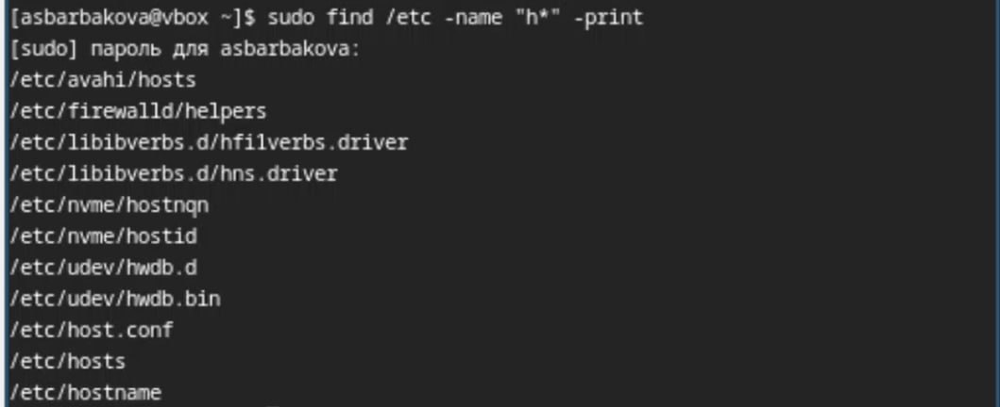 [asbarbakova@vbox ~]$ sudo find /etc -name "h*" -print
[sudo] пароль для asbarbakova:
/etc/avahi/hosts
/etc/firewalld/helpers
/etc/libibverbs.d/hfi1verbs.driver
/etc/libibverbs.d/hns.driver
/etc/nvme/hostnqn
/etc/nvme/hostid
/etc/udev/hwdb.d
/etc/udev/hwdb.bin
/etc/host.conf
/etc/hosts
/etc/hostname